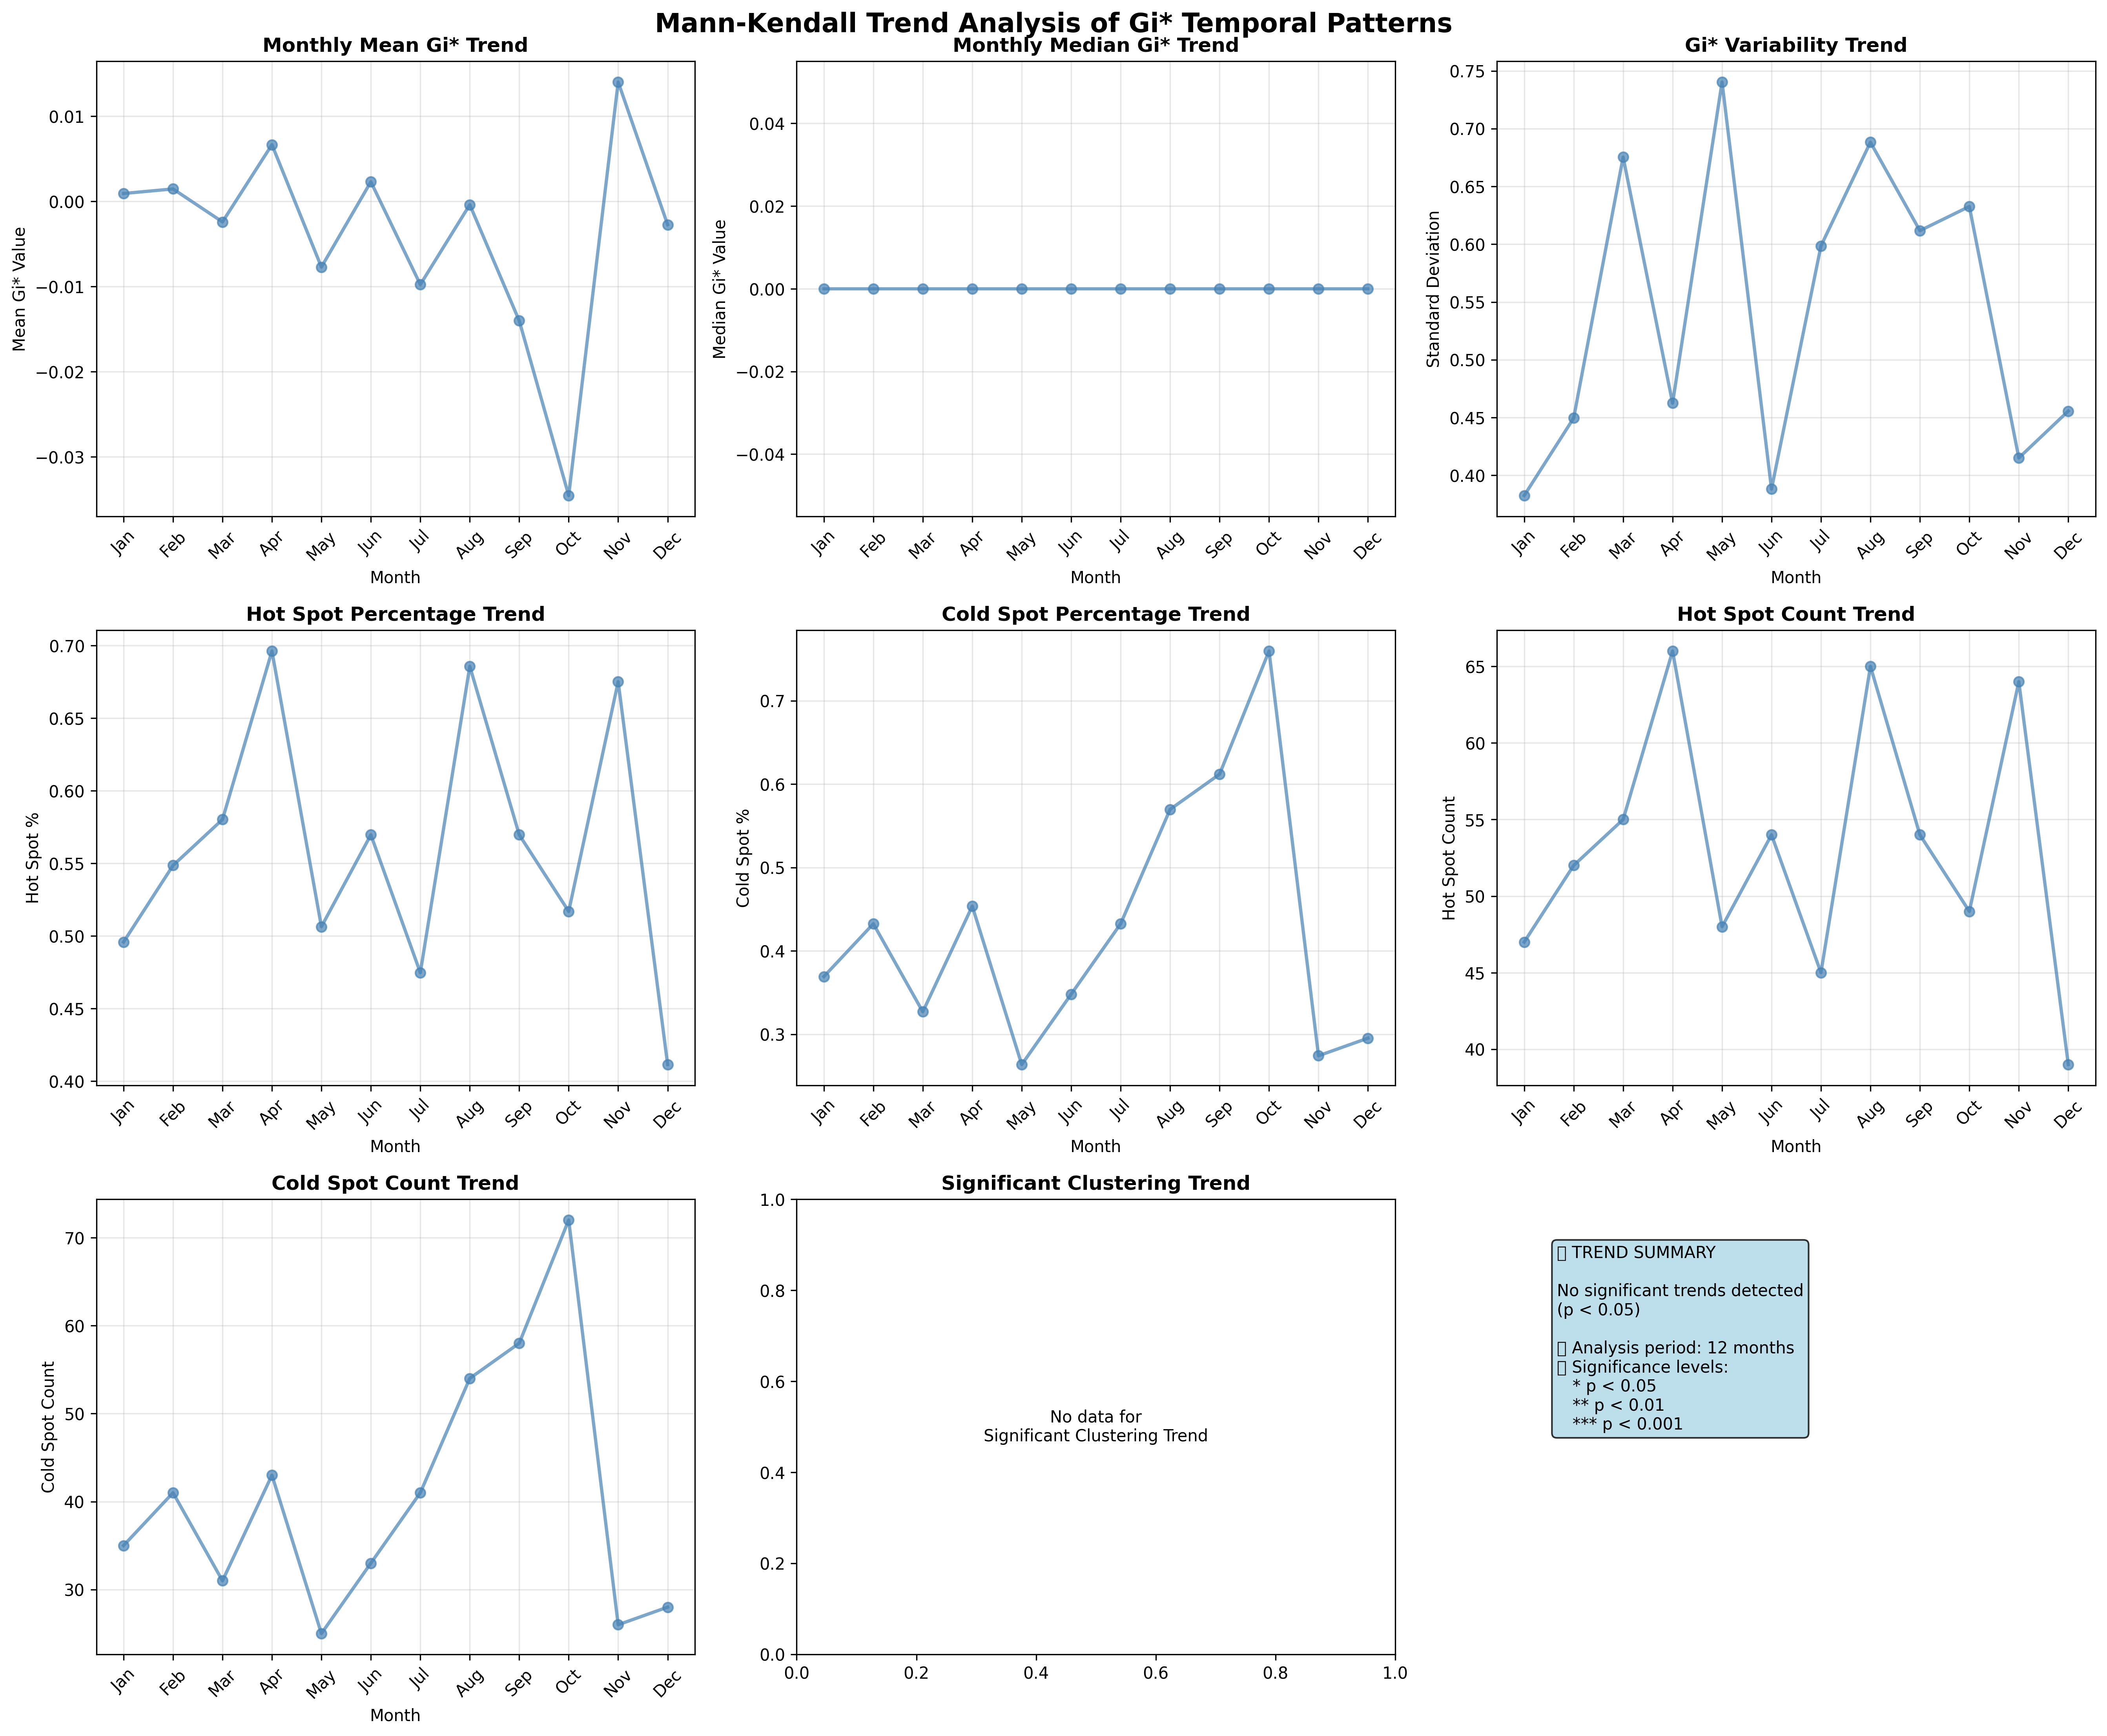 Mann-Kendall Trend Analysis of Gi* Temporal Patterns
Monthly Mean Gi* Trend
0.01
0.00
−0.01
−0.02
−0.03
Mean Gi* Value
Jan Feb Mar Apr May Jun Jul Aug Sep Oct Nov Dec
Month
Monthly Median Gi* Trend
0.04
0.02
0.00
−0.02
−0.04
Median Gi* Value
Jan Feb Mar Apr May Jun Jul Aug Sep Oct Nov Dec
Month
Gi* Variability Trend
0.75
0.70
0.65
0.60
0.55
0.50
0.45
0.40
Standard Deviation
Jan Feb Mar Apr May Jun Jul Aug Sep Oct Nov Dec
Month
Hot Spot Percentage Trend
0.70
0.65
0.60
0.55
0.50
0.45
0.40
Hot Spot %
Jan Feb Mar Apr May Jun Jul Aug Sep Oct Nov Dec
Month
Cold Spot Percentage Trend
0.7
0.6
0.5
0.4
0.3
Cold Spot %
Jan Feb Mar Apr May Jun Jul Aug Sep Oct Nov Dec
Month
Hot Spot Count Trend
65
60
55
50
45
40
Hot Spot Count
Jan Feb Mar Apr May Jun Jul Aug Sep Oct Nov Dec
Month
Cold Spot Count Trend
70
60
50
40
30
Cold Spot Count
Jan Feb Mar Apr May Jun Jul Aug Sep Oct Nov Dec
Month
Significant Clustering Trend
1.0
0.8
0.6
0.4
0.2
0.0
No data for
Significant Clustering Trend
0.0 0.2 0.4 0.6 0.8 1.0
TREND SUMMARY
No significant trends detected
(p < 0.05)
Analysis period: 12 months
Significance levels:
* p < 0.05
** p < 0.01
*** p < 0.001